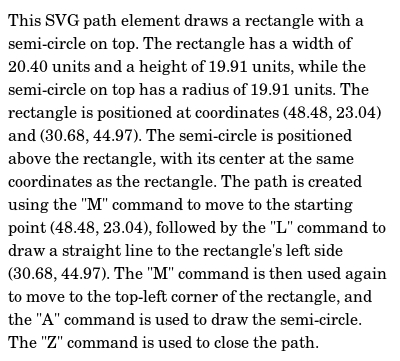 This SVG path element draws a rectangle with a
semi-circle on top. The rectangle has a width of
20.40 units and a height of 19.91 units, while the
semi-circle on top has a radius of 19.91 units. The
rectangle is positioned at coordinates (48.48, 23.04)
and (30.68, 44.97). The semi-circle is positioned
above the rectangle, with its center at the same
coordinates as the rectangle. The path is created
using the "M" command to move to the starting
point (48.48, 23.04), followed by the "L" command to
draw a straight line to the rectangle's left side
(30.68, 44.97). The "M" command is then used again
to move to the top-left corner of the rectangle, and
the "A" command is used to draw the semi-circle.
The "Z" command is used to close the path.